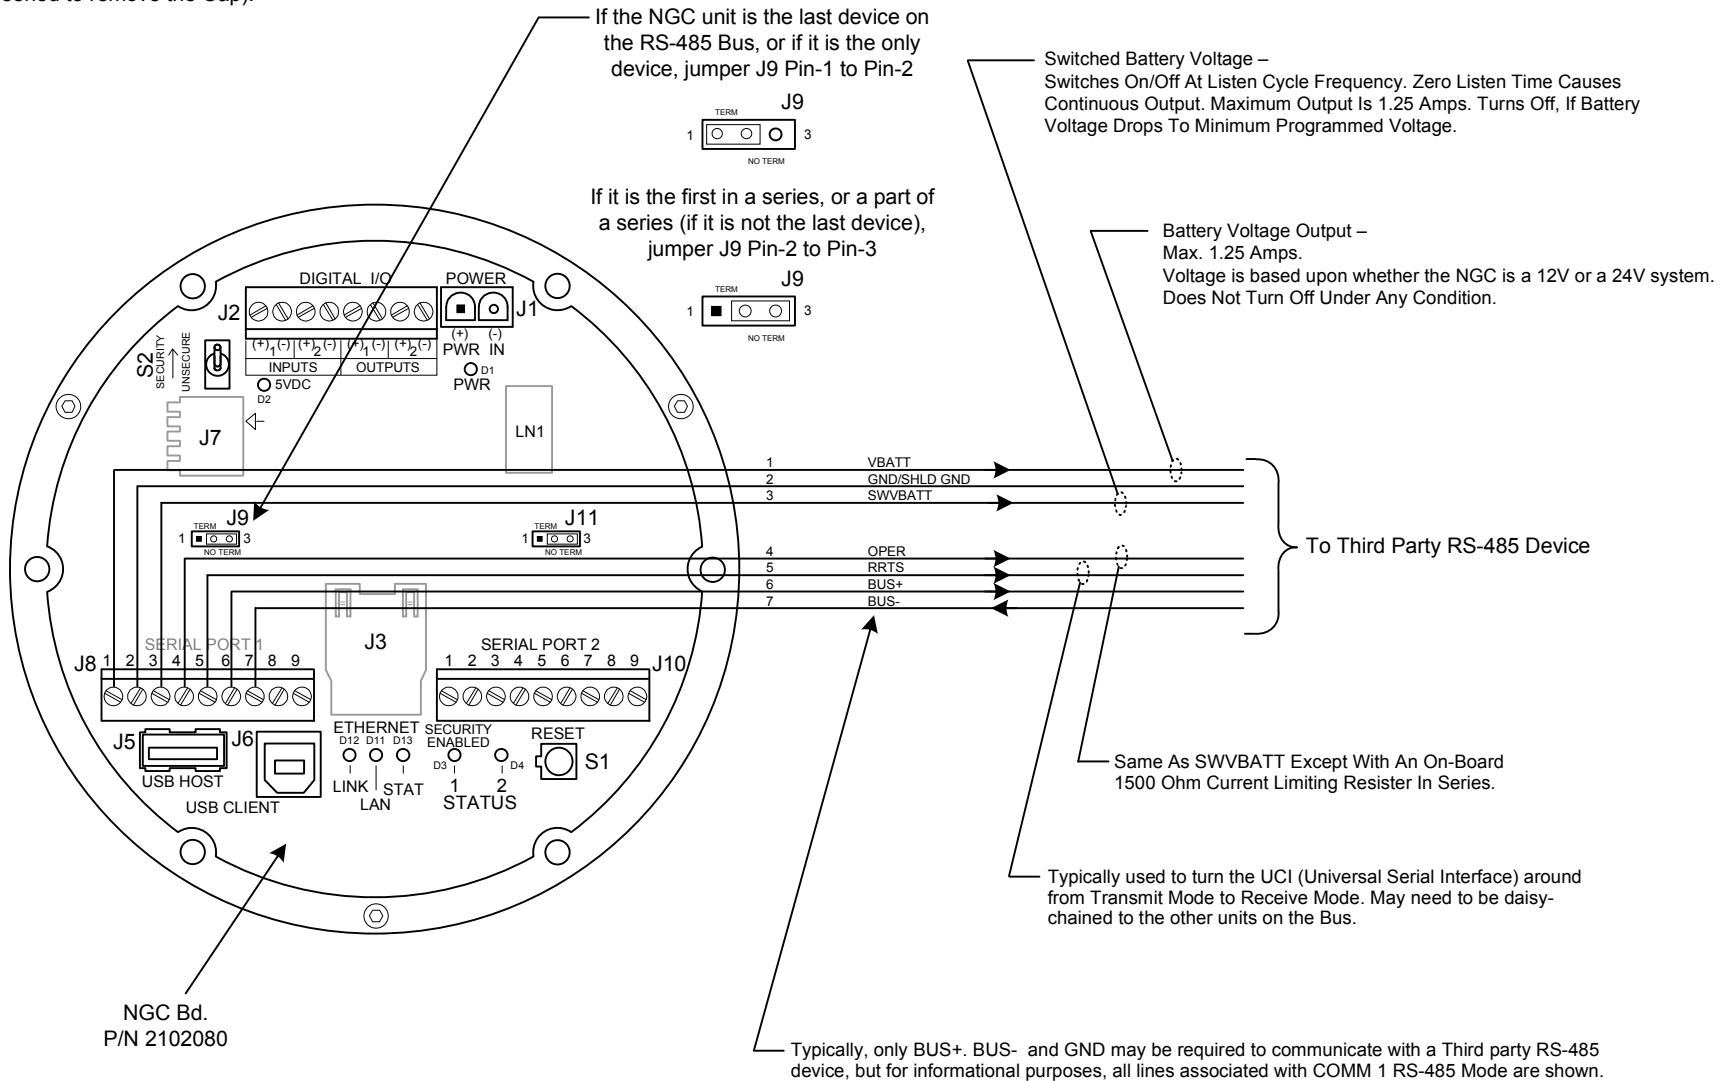 If the NGC unit is the last device on
the RS-485 Bus, or if it is the only
device, jumper J9 Pin-1 to Pin-2
J9
TERM
1
3
NO TERM
If it is the first in a series, or a part of
a series (if it is not the last device),
jumper J9 Pin-2 to Pin-3
J9
TERM
1
3
NO TERM
Switched Battery Voltage –
Switches On/Off At Listen Cycle Frequency. Zero Listen Time Causes
Continuous Output. Maximum Output Is 1.25 Amps. Turns Off, If Battery
Voltage Drops To Minimum Programmed Voltage.
Battery Voltage Output –
Max. 1.25 Amps.
Voltage is based upon whether the NGC is a 12V or a 24V system.
Does Not Turn Off Under Any Condition.
DIGITAL I/O
POWER
J2
J1
(+) 1 (-) (+) 2 (-) (+) 1 (-) (+) 2 (-)
INPUTS
OUTPUTS
(+) (-)
PWR IN
D1
PWR
S2
SECURITY
UNSECURE
5VDC
D2
J7
LN1
1 VBATT
2 GND/SHLD GND
3 SWVBATT
J9
TERM
1
3
NO TERM
J11
TERM
1
3
NO TERM
4 OPER
5 RRTS
6 BUS+
7 BUS-
To Third Party RS-485 Device
J3
SERIAL PORT 1
J8
1 2 3 4 5 6 7 8 9
SERIAL PORT 2
1 2 3 4 5 6 7 8 9
J10
J5
USB HOST
J6
USB CLIENT
ETHERNET
D12 D11 D13
LINK
LAN
STAT
SECURITY
ENABLED
D3
D4
1 2
STATUS
RESET
S1
Same As SWVBATT Except With An On-Board
1500 Ohm Current Limiting Resister In Series.
Typically used to turn the UCI (Universal Serial Interface) around
from Transmit Mode to Receive Mode. May need to be daisy-
chained to the other units on the Bus.
NGC Bd.
P/N 2102080
Typically, only BUS+. BUS- and GND may be required to communicate with a Third party RS-485
device, but for informational purposes, all lines associated with COMM 1 RS-485 Mode are shown.